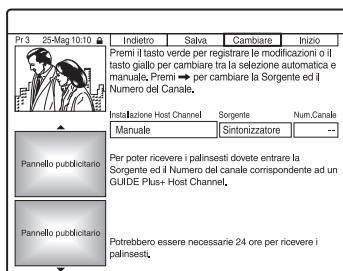 Pr 3 25-Mag 10:10 Indietro Salva Cambiare Inizio
Premi il tasto verde per registrare le modificazioni o il
tasto giallo per cambiare tra la selezione automatica e
manuale. Premi ➡ per cambiare la Sorgente ed il
Numero del Canale.
Installazione Host Channel Sorgente Num.Canale
Manuale Sintonizzatore --
Pannello pubblicitario
Per poter ricevere i palinsesti dovete entrare la
Sorgente ed il Numero del canale corrispondente ad un
GUIDE Plus+ Host Channel.
Pannello pubblicitario
Potrebbero essere necessarie 24 ore per ricevere i
palinsesti.